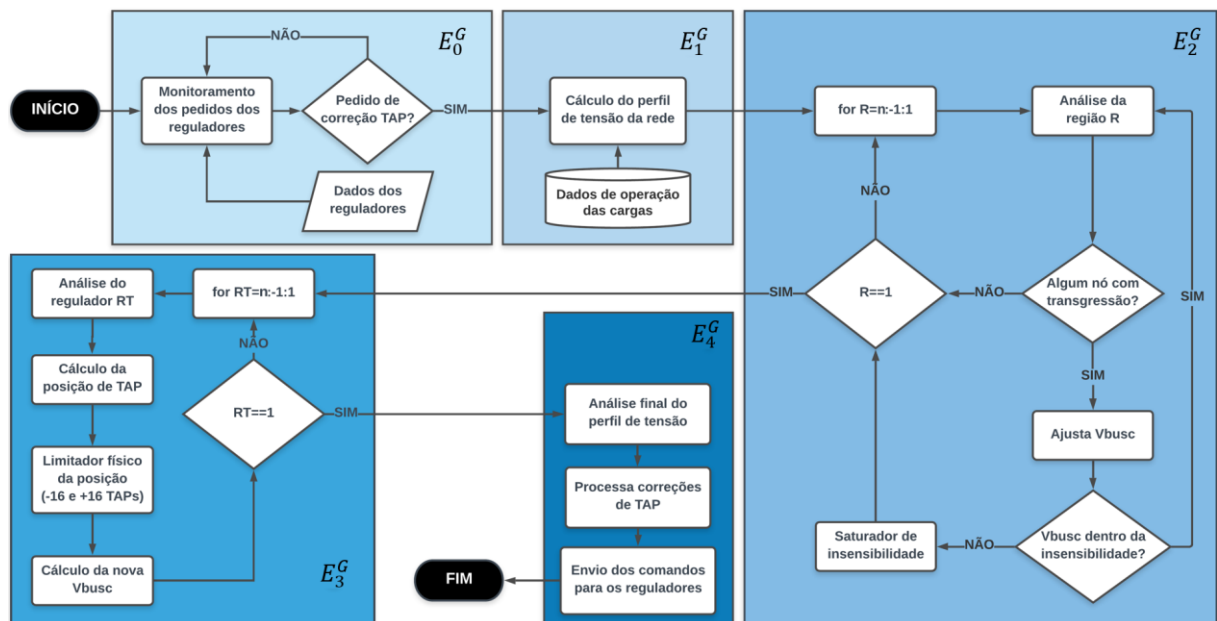 INÍCIO
Monitoramento
dos pedidos dos
reguladores
NÃO
Pedido de
correção TAP?
SIM
Dados dos
reguladores
E_0^G
Cálculo do perfil
de tensão da rede
Dados de operação
das cargas
E_1^G
for R=n:-1:1
Análise da
região R
E_2^G
NÃO
R==1
SIM
NÃO
Algum nó com
transgressão?
SIM
SIM
Ajusta Vbusc
Vbusc dentro da
insensibilidade?
NÃO
Saturador de
insensibilidade
Análise do
regulador RT
for RT=n:-1:1
NÃO
Cálculo da
posição de TAP
RT==1
SIM
Limitador físico
da posição
(-16 e +16 TAPs)
Cálculo da nova
Vbusc
E_3^G
E_4^G
Análise final do
perfil de tensão
Processa correções
de TAP
Envio dos comandos
para os reguladores
FIM